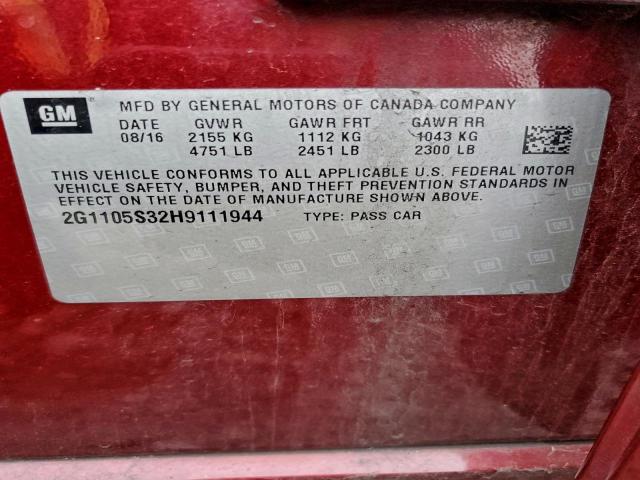 GM ® MFD BY GENERAL MOTORS OF CANADA COMPANY
DATE GVWR GAWR FRT GAWR RR
08/16 2155 KG 1112 KG 1043 KG
4751 LB 2451 LB 2300 LB
THIS VEHICLE CONFORMS TO ALL APPLICABLE U.S. FEDERAL MOTOR
VEHICLE SAFETY, BUMPER, AND THEFT PREVENTION STANDARDS IN
EFFECT ON THE DATE OF MANUFACTURE SHOWN ABOVE.
2G1105S32H9111944 TYPE: PASS CAR